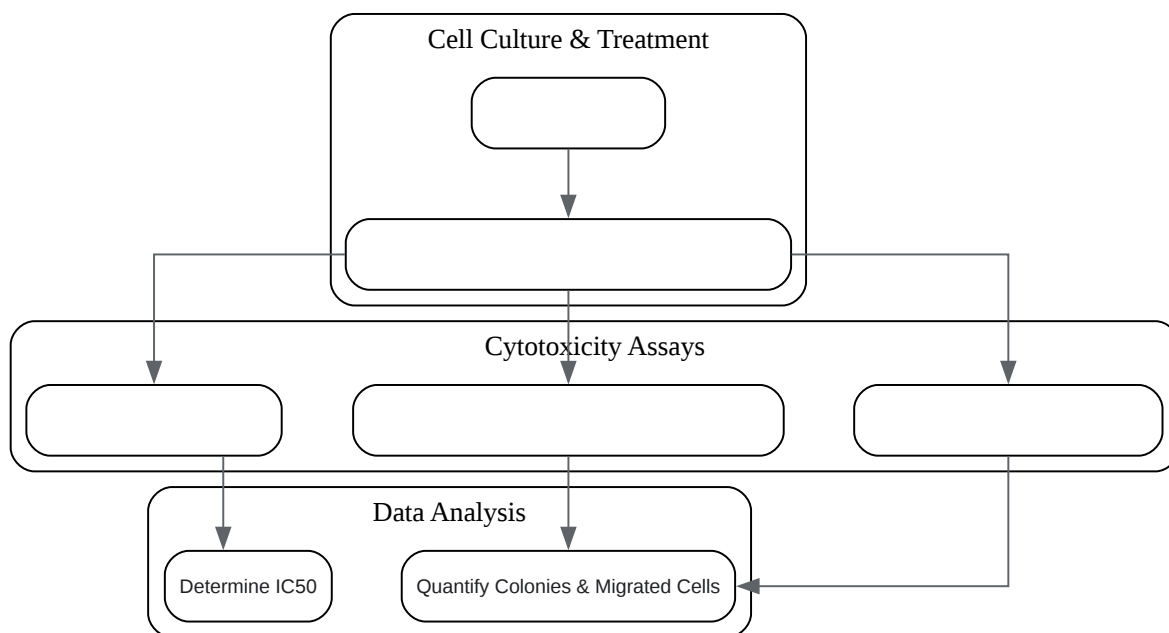 Cell Culture & Treatment
Cytotoxicity Assays
Data Analysis
Determine IC50
Quantify Colonies & Migrated Cells